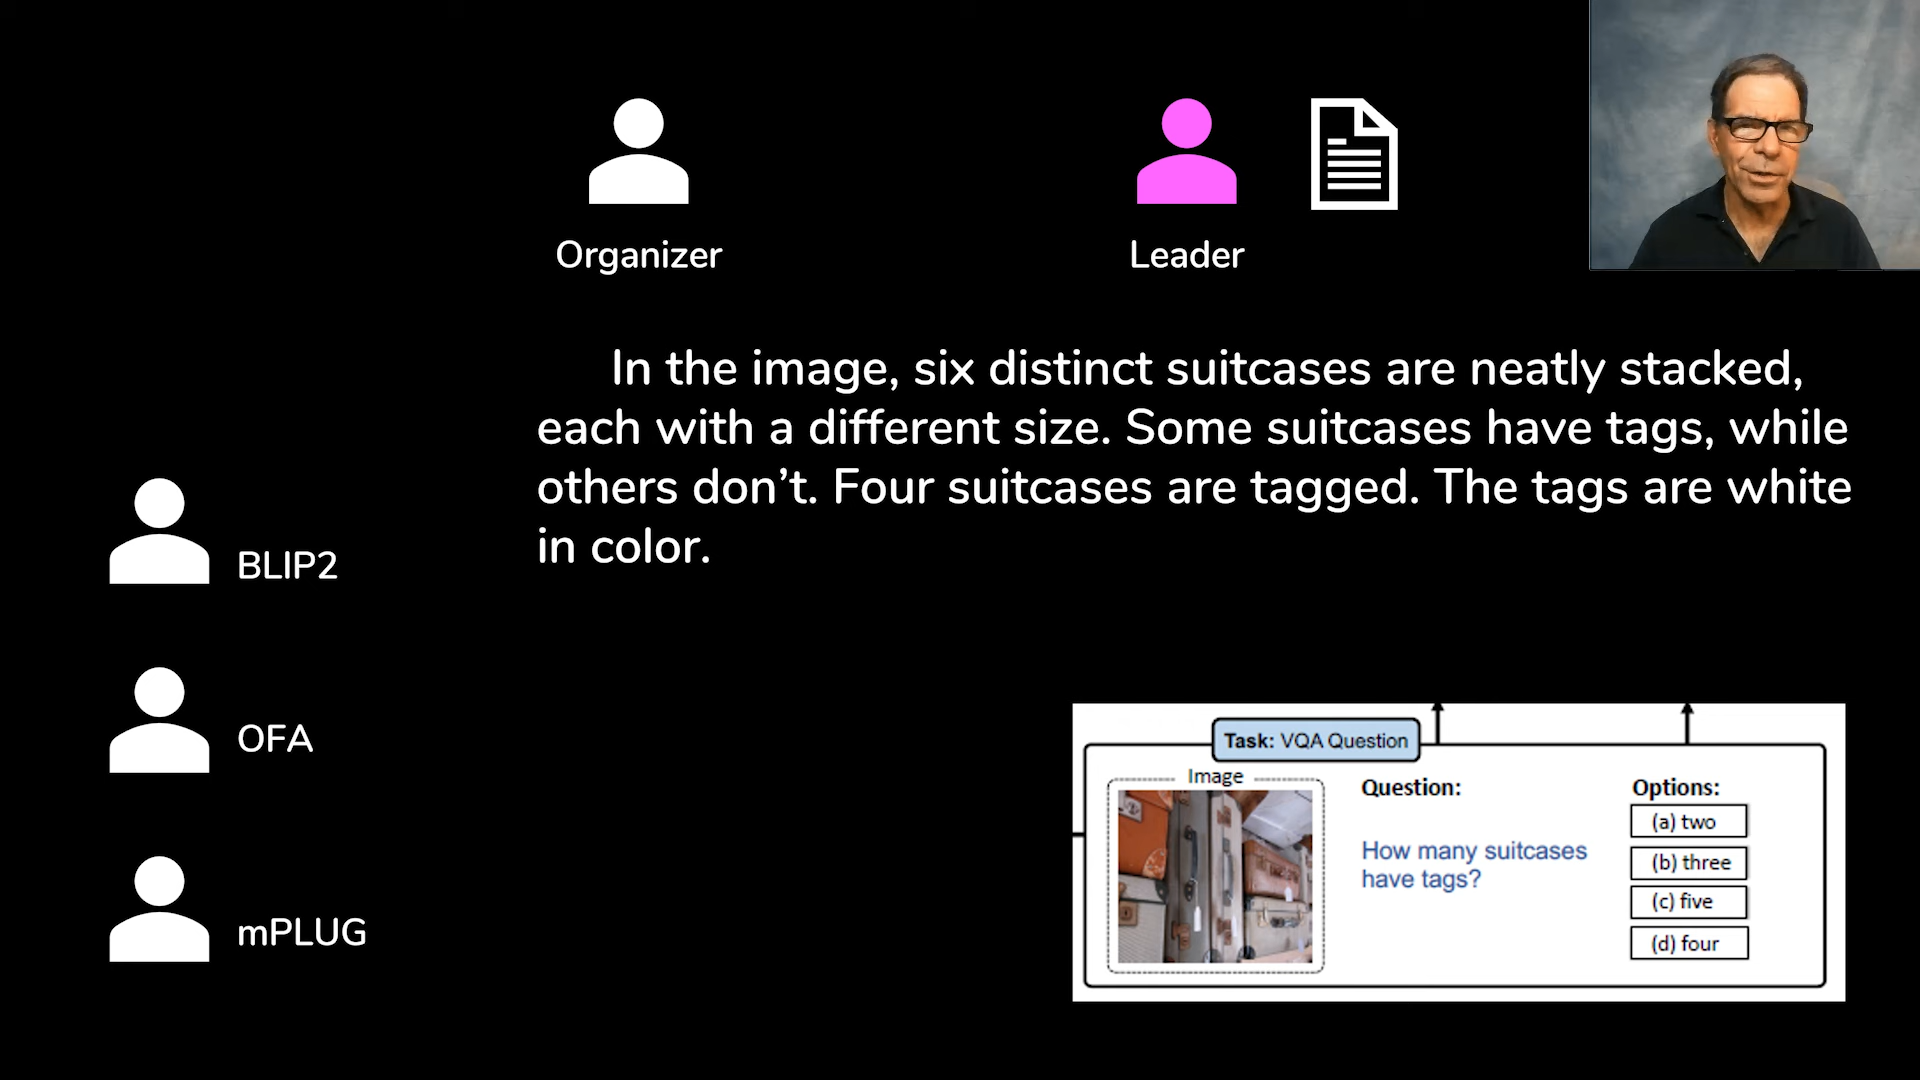 Organizer
Leader
In the image, six distinct suitcases are neatly stacked,
each with a different size. Some suitcases have tags, while
others don’t. Four suitcases are tagged. The tags are white
in color.
BLIP2
OFA
mPLUG
Task: VQA Question
Image
Question:
How many suitcases
have tags?
Options:
(a) two
(b) three
(c) five
(d) four